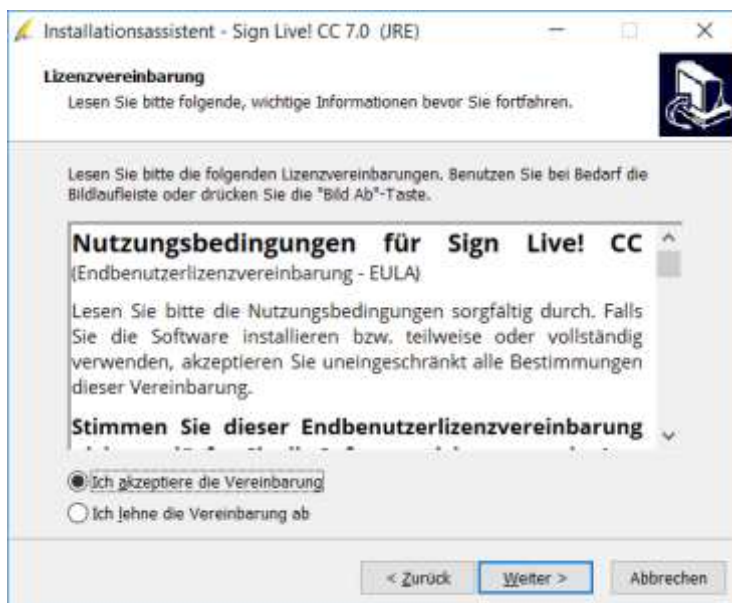 Installationsassistent - Sign Live! CC 7.0 (JRE)
Lizenzvereinbarung
Lesen Sie bitte folgende, wichtige Informationen bevor Sie fortfahren.
Lesen Sie bitte die folgenden Lizenzvereinbarungen. Benutzen Sie bei Bedarf die
Bildlaufleiste oder drücken Sie die "Bild Ab"-Taste.
Nutzungsbedingungen für Sign Live! CC
(Endbenutzerlizenzvereinbarung - EULA)
Lesen Sie bitte die Nutzungsbedingungen sorgfältig durch. Falls
Sie die Software installieren bzw. teilweise oder vollständig
verwenden, akzeptieren Sie uneingeschränkt alle Bestimmungen
dieser Vereinbarung.
Stimmen Sie dieser Endbenutzerlizenzvereinbarung
Ich akzeptiere die Vereinbarung
Ich lehne die Vereinbarung ab
< Zurück
Weiter >
Abbrechen